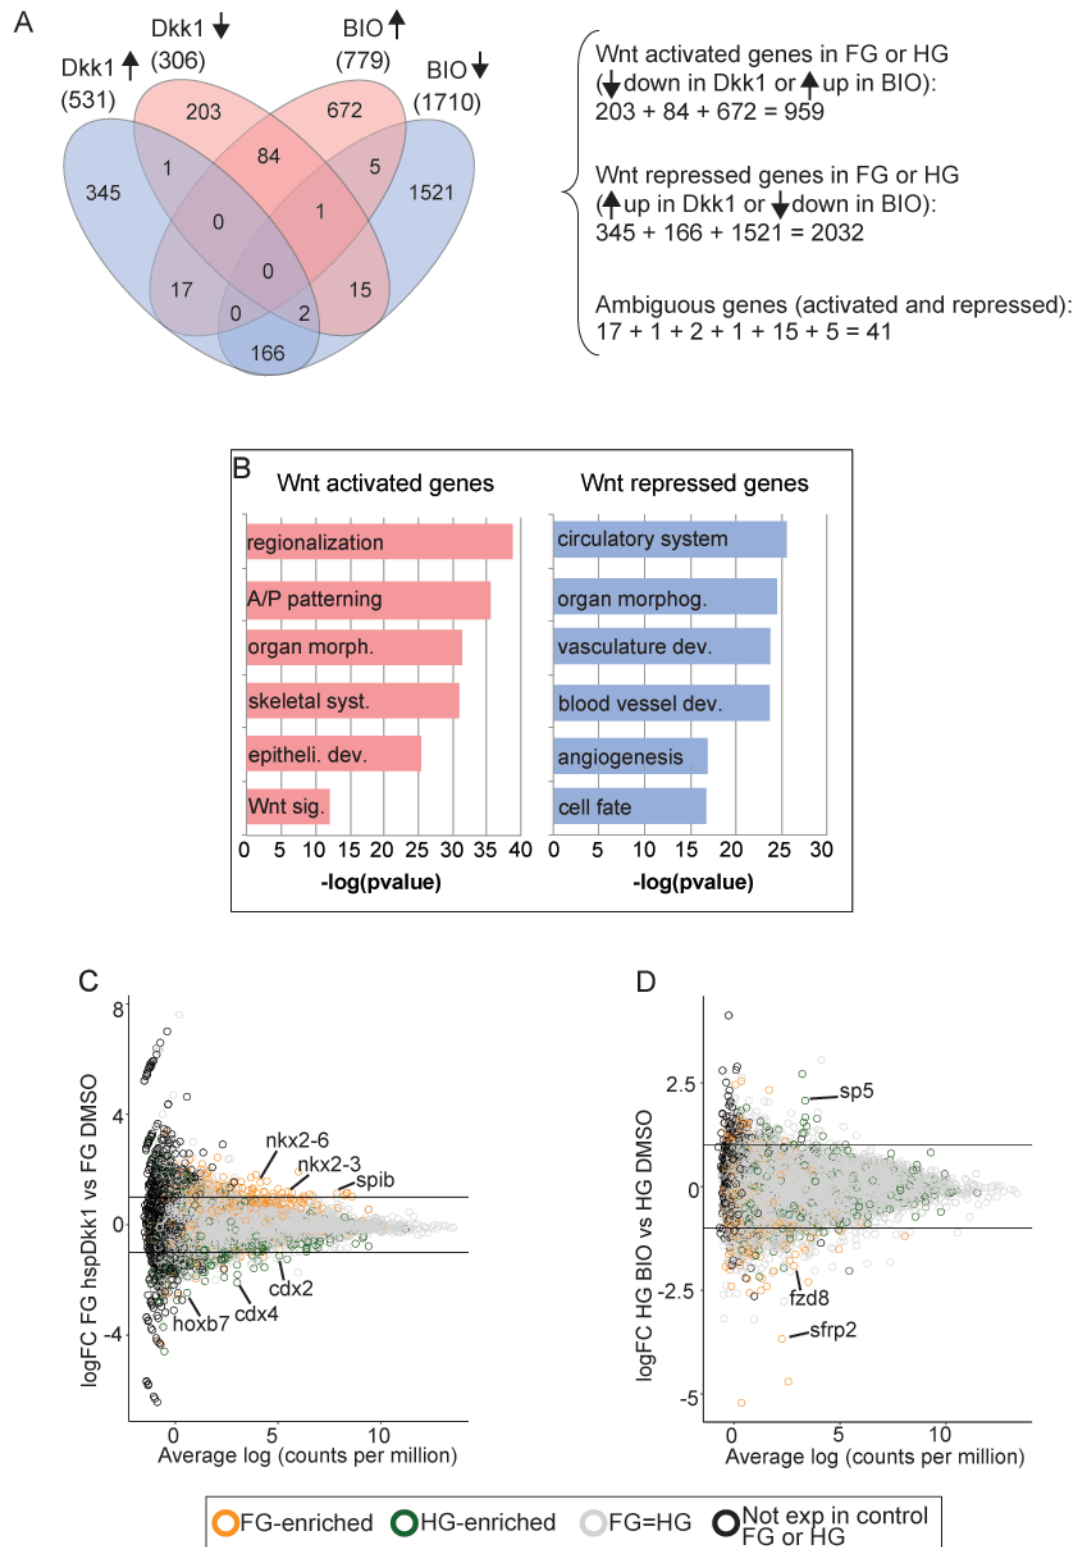 A
Dkk1 ↓
(306)
BIO ↑
(779)
Dkk1 ↑
(531)
BIO ↓
(1710)
203
672
1
84
5
345
1521
0
1
0
17
15
0
2
166
Wnt activated genes in FG or HG
(↓down in Dkk1 or ↑up in BIO):
203 + 84 + 672 = 959
Wnt repressed genes in FG or HG
(↑up in Dkk1 or ↓down in BIO):
345 + 166 + 1521 = 2032
Ambiguous genes (activated and repressed):
17 + 1 + 2 + 1 + 15 + 5 = 41
B
Wnt activated genes
regionalization
A/P patterning
organ morph.
skeletal syst.
epitheli. dev.
Wnt sig.
0 5 10 15 20 25 30 35 40
-log(pvalue)
Wnt repressed genes
circulatory system
organ morphog.
vasculature dev.
blood vessel dev.
angiogenesis
cell fate
0 5 10 15 20 25 30
-log(pvalue)
C
logFC FG hspDkk1 vs FG DMSO
8
4
0
-4
nkx2-6
nkx2-3
spib
cdx2
cdx4
hoxb7
0 5 10
Average log (counts per million)
D
logFC HG BIO vs HG DMSO
2.5
0
-2.5
-5
sp5
fzd8
sfrp2
0 5 10
Average log (counts per million)
FG-enriched
HG-enriched
FG=HG
Not exp in control
FG or HG